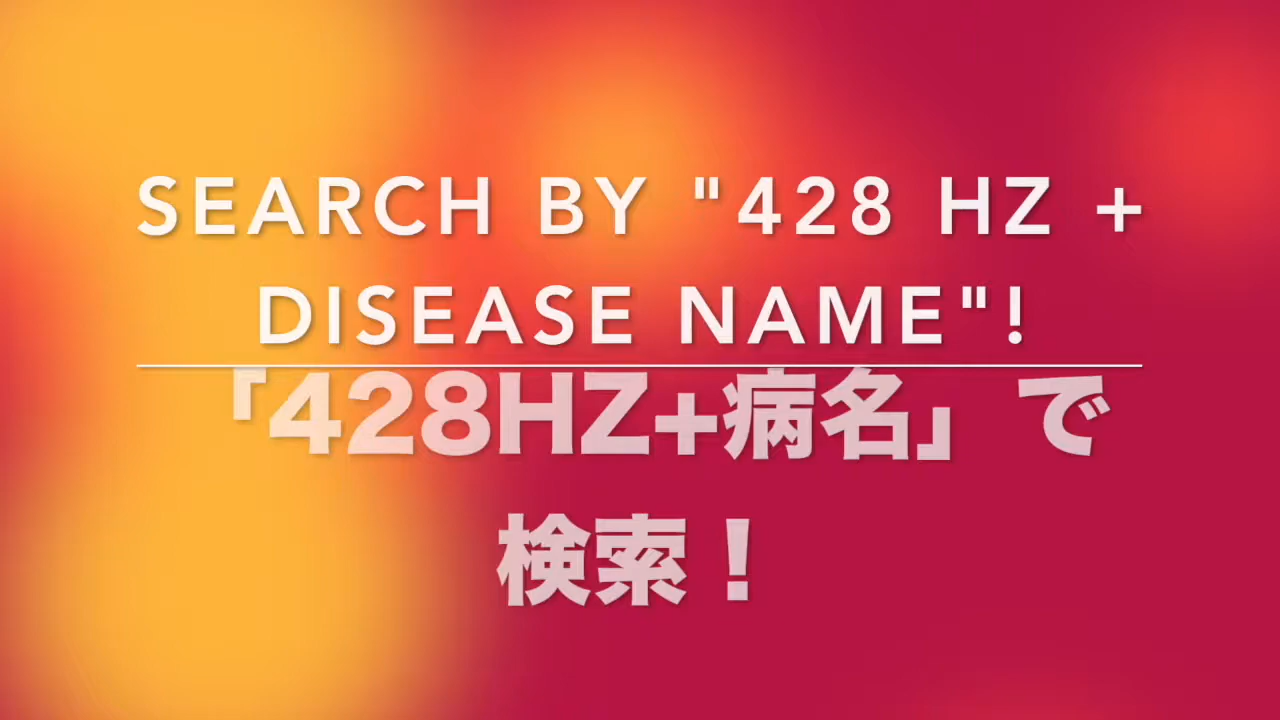 SEARCH BY "428 HZ +
DISEASE NAME"!
「428HZ+病名」で
検索！